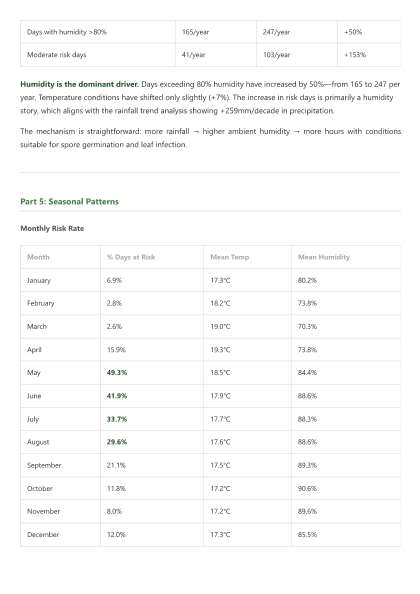 Days with humidity >80% 165/year 247/year +50%
Moderate risk days 41/year 103/year +153%
Humidity is the dominant driver. Days exceeding 80% humidity have increased by 50%—from 165 to 247 per
year. Temperature conditions have shifted only slightly (+7%). The increase in risk days is primarily a humidity
story, which aligns with the rainfall trend analysis showing +259mm/decade in precipitation.
The mechanism is straightforward: more rainfall → higher ambient humidity → more hours with conditions
suitable for spore germination and leaf infection.
Part 5: Seasonal Patterns
Monthly Risk Rate
Month % Days at Risk Mean Temp Mean Humidity
January 6.9% 17.3°C 80.2%
February 2.8% 18.2°C 73.8%
March 2.6% 19.0°C 70.3%
April 15.9% 19.3°C 73.8%
May 49.3% 18.5°C 84.4%
June 41.9% 17.9°C 88.6%
July 33.7% 17.7°C 88.3%
August 29.6% 17.6°C 88.6%
September 21.1% 17.5°C 89.3%
October 11.8% 17.2°C 90.6%
November 8.0% 17.2°C 89.6%
December 12.0% 17.3°C 85.5%